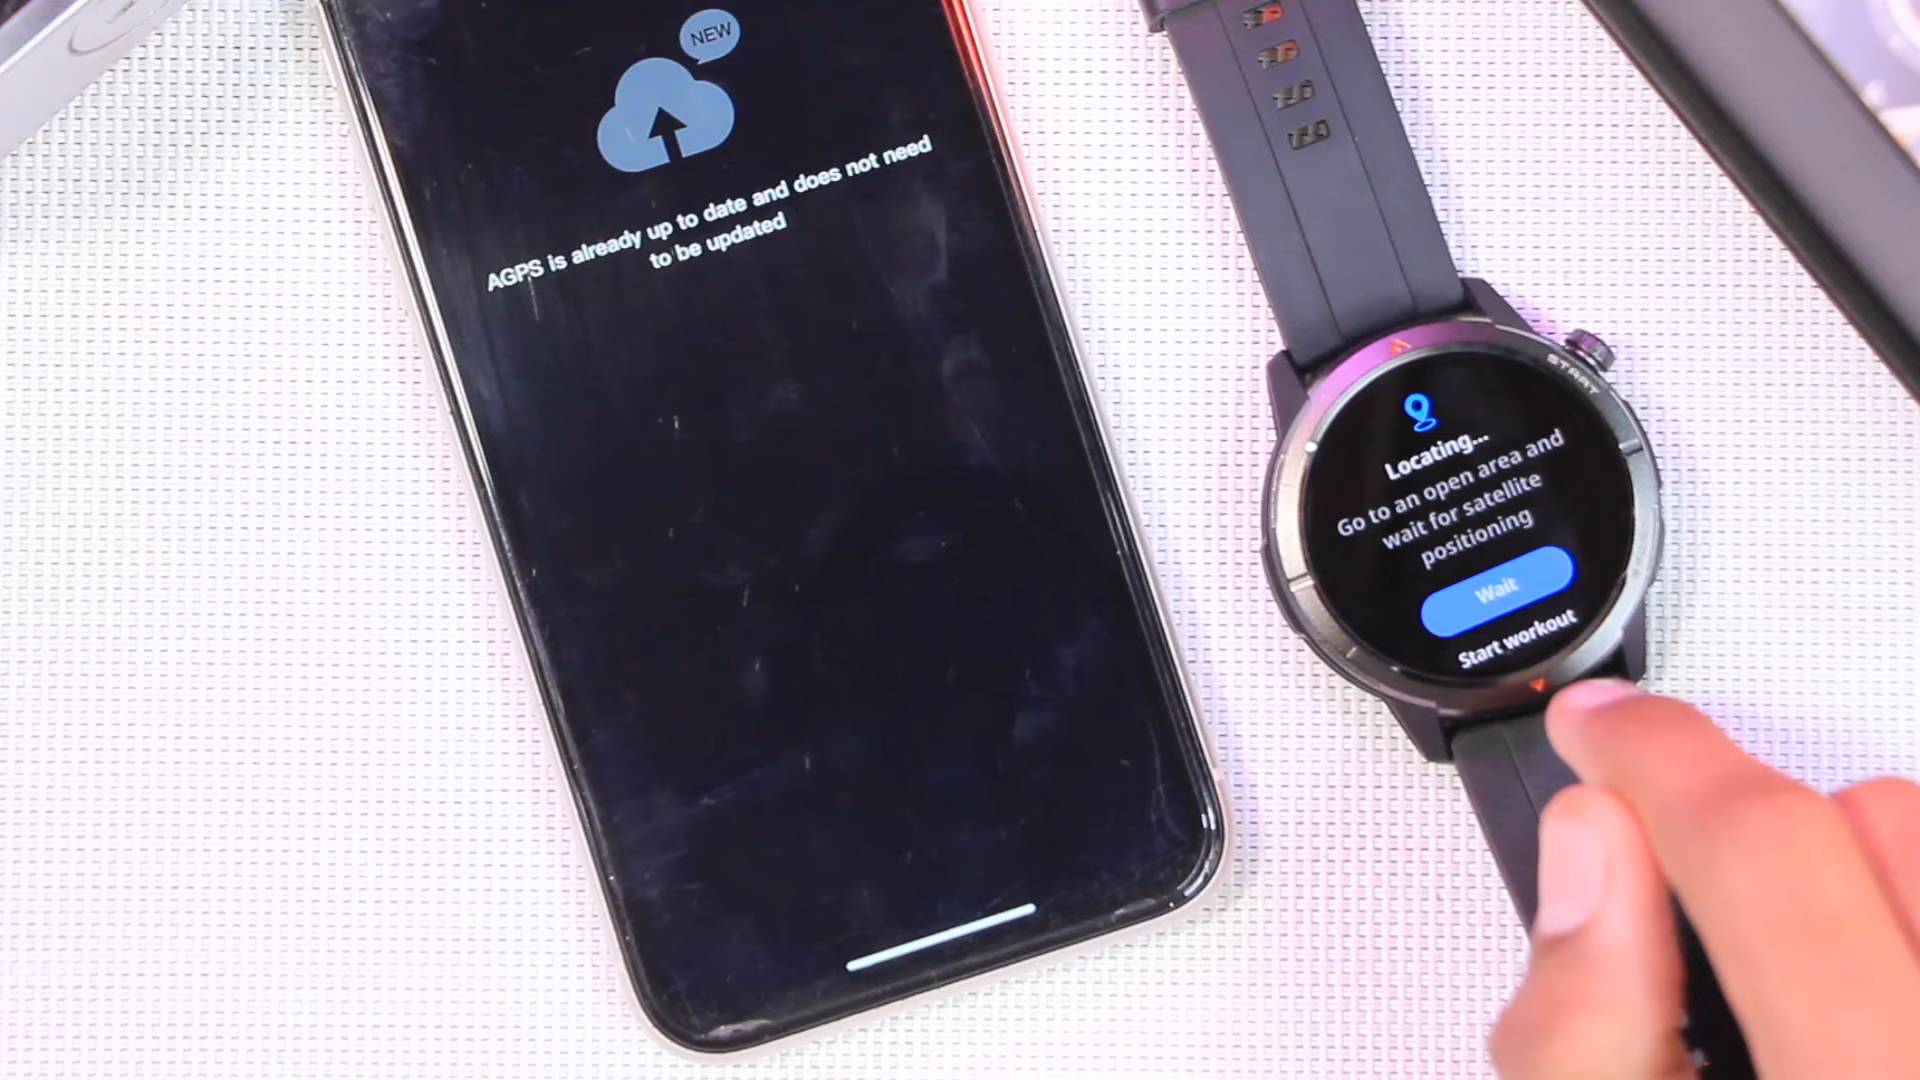 NEW
AGPS is already up to date and does not need
to be updated
START
Locating...
Go to an open area and
wait for satellite
positioning
Wait
Start workout